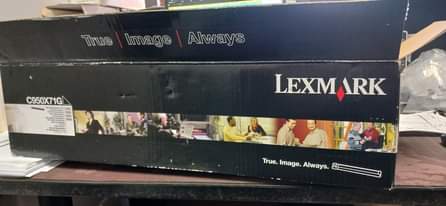 True | Image | Always
C950X71G
LEXMARK
True. Image. Always.